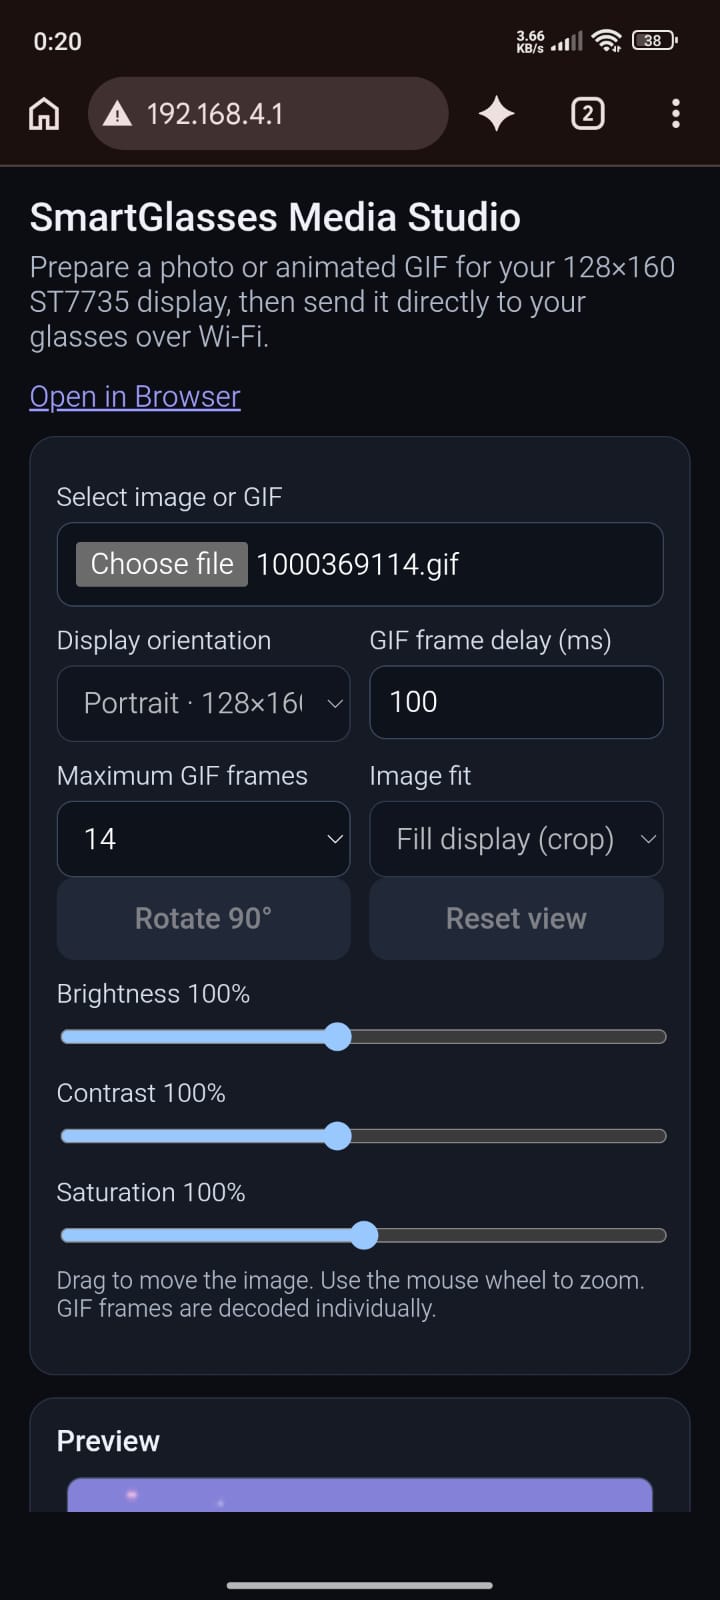 0:20
3.66
KB/s
38
192.168.4.1
2
SmartGlasses Media Studio
Prepare a photo or animated GIF for your 128×160
ST7735 display, then send it directly to your
glasses over Wi-Fi.
Open in Browser
Select image or GIF
Choose file 1000369114.gif
Display orientation
GIF frame delay (ms)
Portrait · 128×16
100
Maximum GIF frames
Image fit
14
Fill display (crop)
Rotate 90°
Reset view
Brightness 100%
Contrast 100%
Saturation 100%
Drag to move the image. Use the mouse wheel to zoom.
GIF frames are decoded individually.
Preview